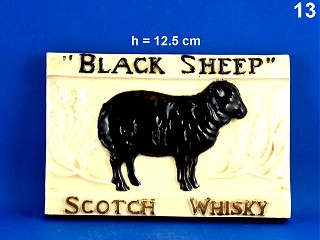 13
h = 12.5 cm
"BLACK SHEEP"
SCOTCH WHISKY